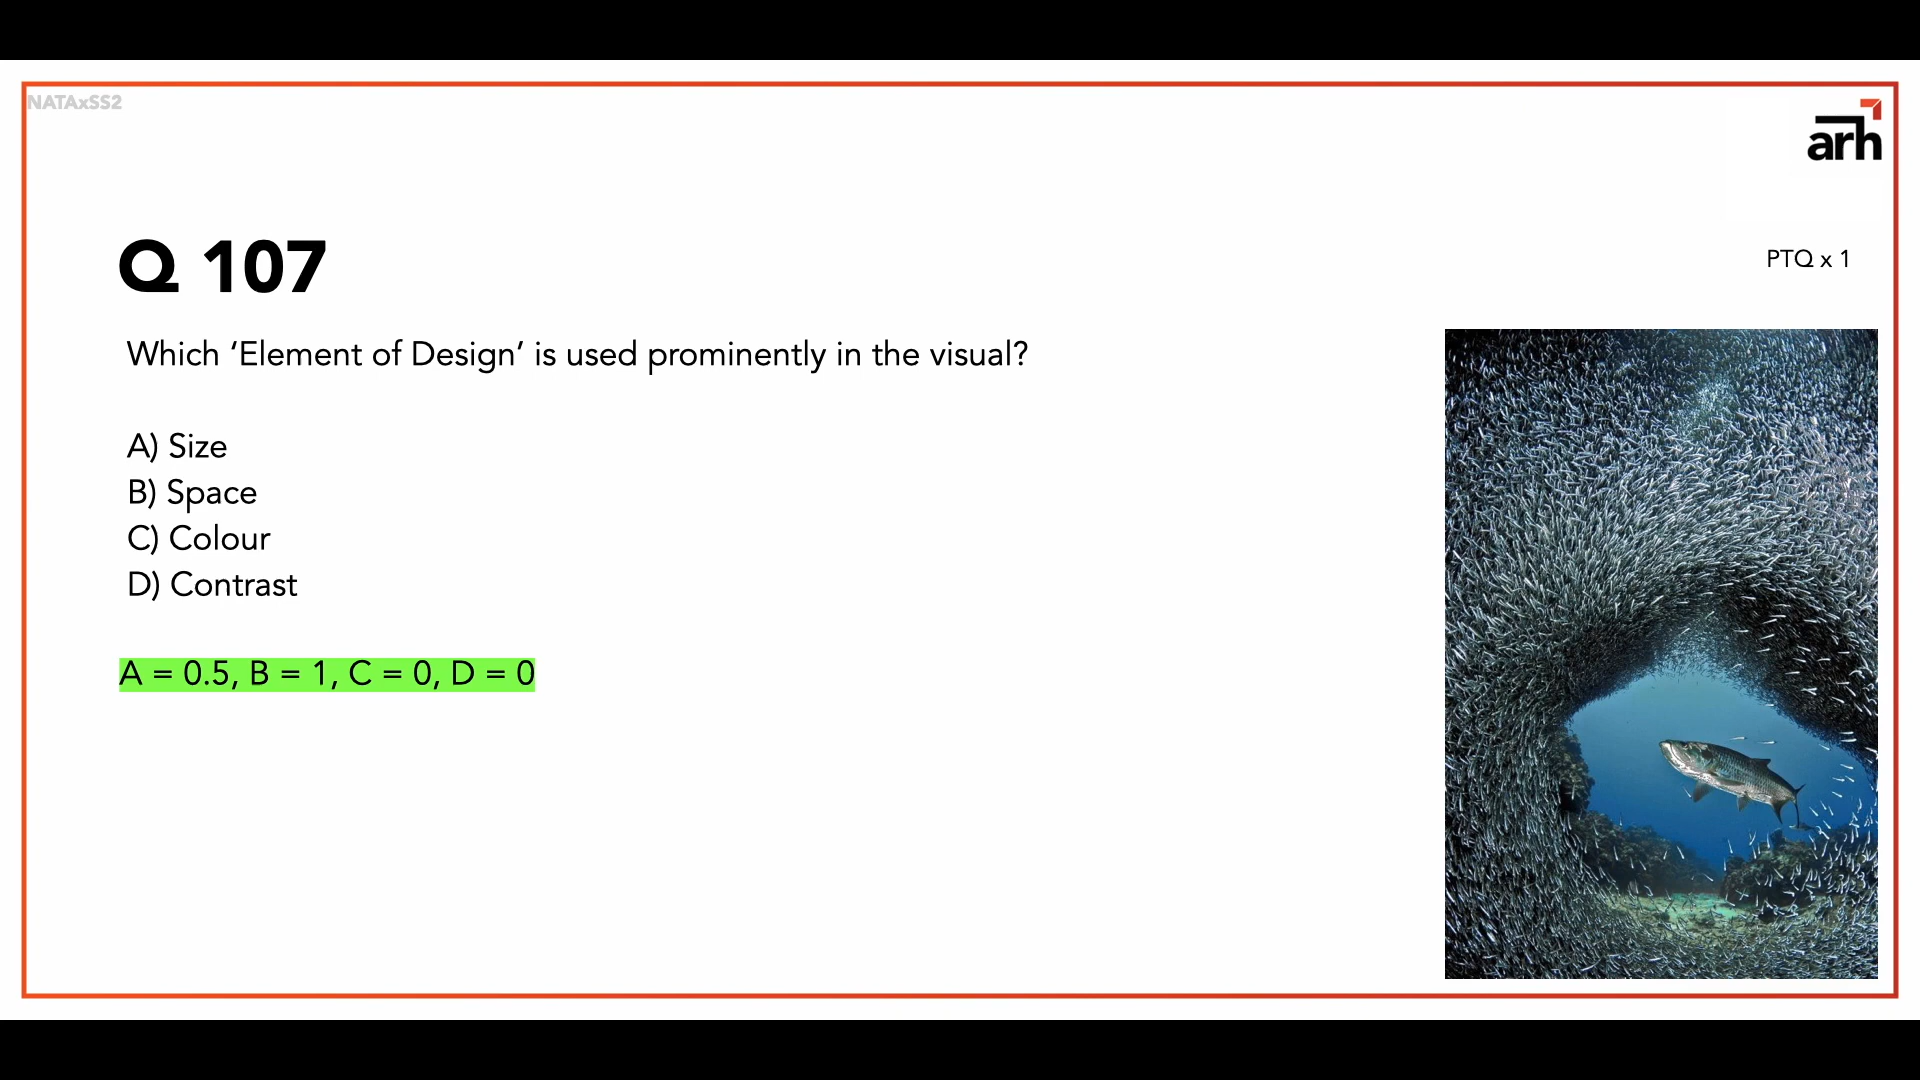 NATAxSS2
arh
Q 107
PTQ x 1
Which ‘Element of Design’ is used prominently in the visual?
A) Size
B) Space
C) Colour
D) Contrast
A = 0.5, B = 1, C = 0, D = 0